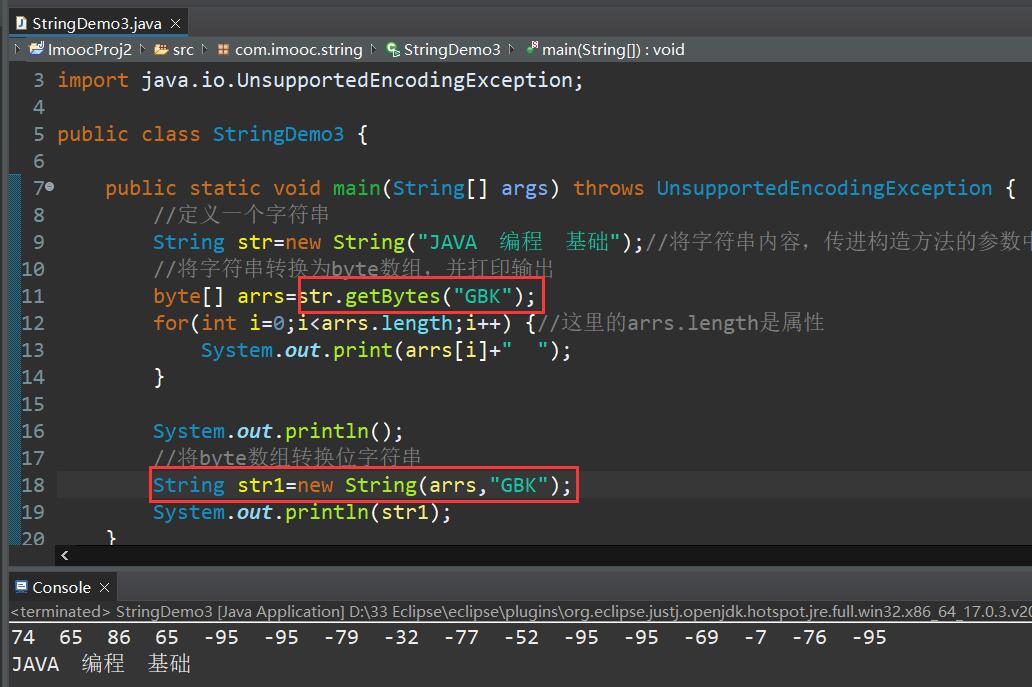 StringDemo3.java
ImoocProj2 src com.imooc.string StringDemo3 main(String[]) : void
3 import java.io.UnsupportedEncodingException;
4
5 public class StringDemo3 {
6
7 public static void main(String[] args) throws UnsupportedEncodingException {
8 //定义一个字符串
9 String str=new String("JAVA　编程　基础");//将字符串内容，传进构造方法的参数中
10 //将字符串转换为byte数组，并打印输出
11 byte[] arrs=str.getBytes("GBK");
12 for(int i=0;i<arrs.length;i++) {//这里的arrs.length是属性
13 System.out.print(arrs[i]+"  ");
14 }
15
16 System.out.println();
17 //将byte数组转换位字符串
18 String str1=new String(arrs,"GBK");
19 System.out.println(str1);
20 }
Console
<terminated> StringDemo3 [Java Application] D:\33 Eclipse\eclipse\plugins\org.eclipse.justj.openjdk.hotspot.jre.full.win32.x86_64_17.0.3.v20
74  65  86  65  -95  -95  -79  -32  -77  -52  -95  -95  -69  -7  -76  -95
JAVA　编程　基础